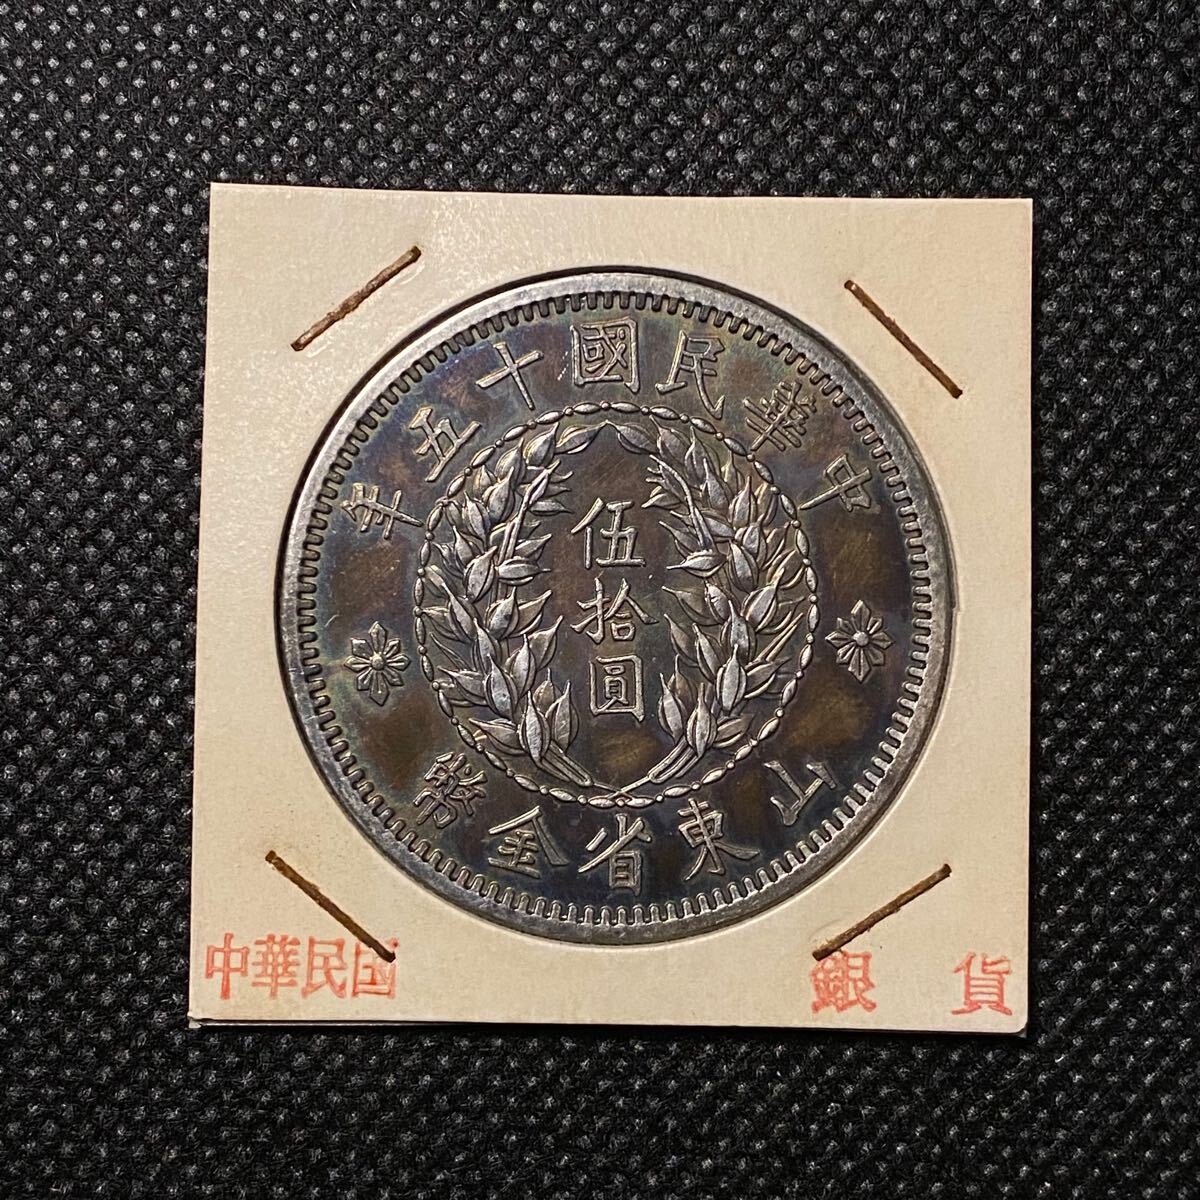 中華民國十五年
伍拾圓
山東省金幣
中華民国
銀貨